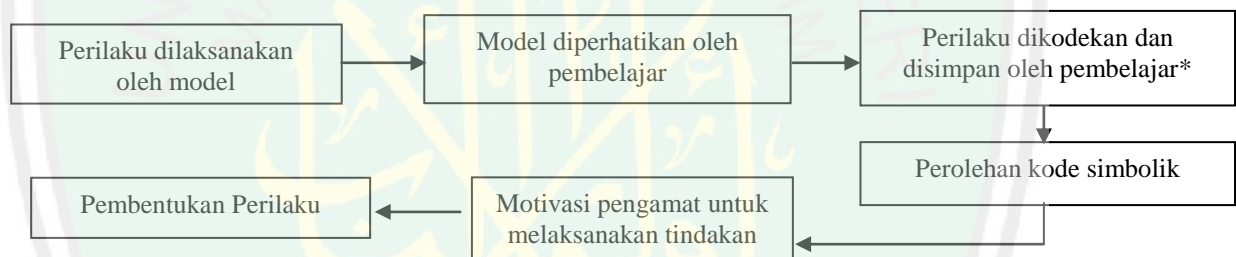 Perilaku dilaksanakan
oleh model
Model diperhatikan oleh
pembelajar
Perilaku dikodekan dan
disimpan oleh pembelajar*
Perolehan kode simbolik
Motivasi pengamat untuk
melaksanakan tindakan
Pembentukan Perilaku